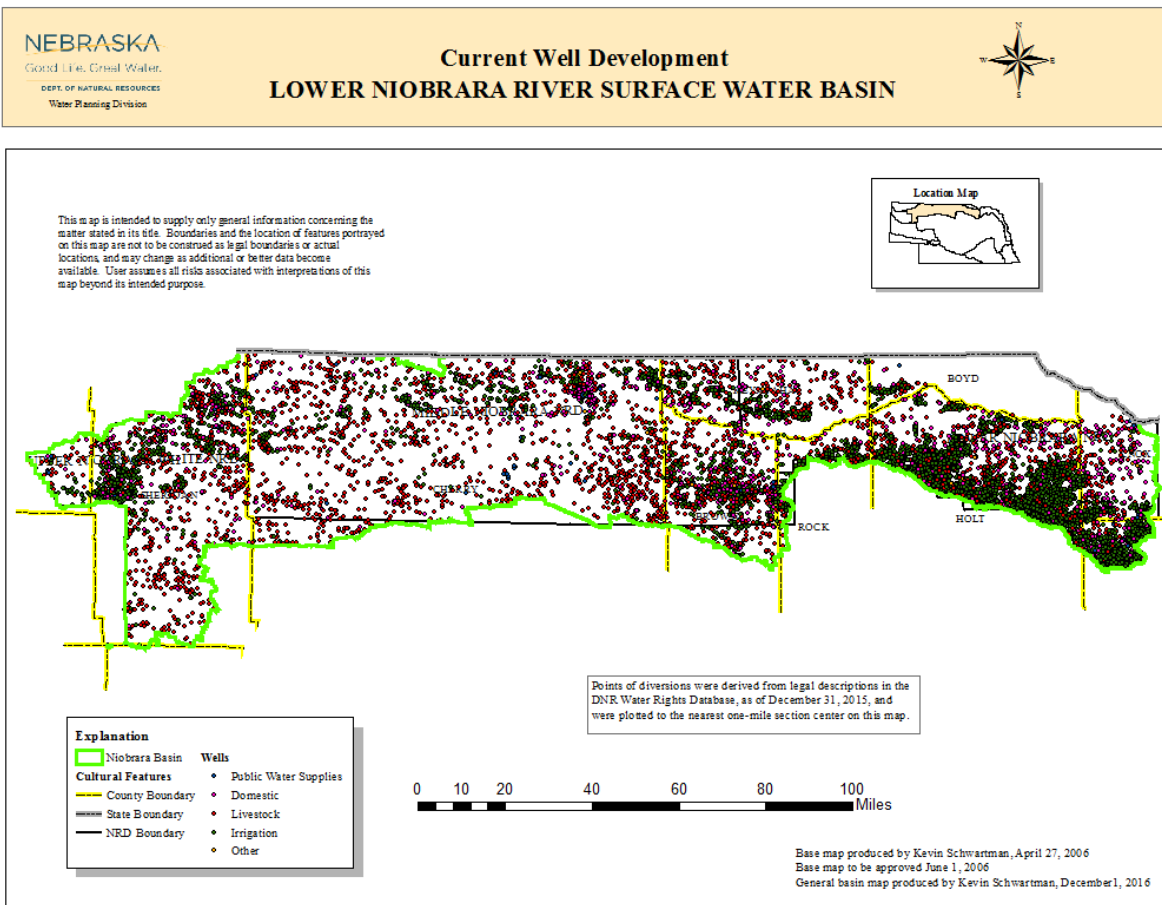 NEBRASKA
Good Life. Great Water.
DEPT. OF NATURAL RESOURCES
Water Planning Division
Current Well Development
LOWER NIOBRARA RIVER SURFACE WATER BASIN
N
W
E
S
This map is intended to supply only general information concerning the
matter stated in its title. Boundaries and the location of features portrayed
on this map are not to be construed as legal boundaries or actual
locations, and may change as additional or better data become
available. User assumes all risks associated with interpretations of this
map beyond its intended purpose.
Location Map
BOYD
MIDDLE NIOBRARA NRD
CHERRY
ROCK
HOLT
Points of diversions were derived from legal descriptions in the
DNR Water Rights Database, as of December 31, 2015, and
were plotted to the nearest one-mile section center on this map.
Explanation
Niobrara Basin
Wells
Cultural Features
Public Water Supplies
County Boundary
Domestic
State Boundary
Livestock
NRD Boundary
Irrigation
Other
0 10 20 40 60 80 100
Miles
Base map produced by Kevin Schwartman, April 27, 2006
Base map to be approved June 1, 2006
General basin map produced by Kevin Schwartman, December1, 2016